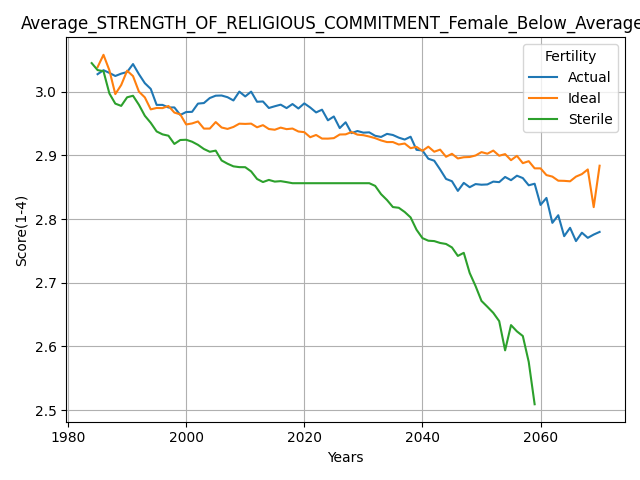 Average_STRENGTH_OF_RELIGIOUS_COMMITMENT_Female_Below_Average
Fertility
Actual
Ideal
Sterile
Score(1-4)
3.0
2.9
2.8
2.7
2.6
2.5
1980 2000 2020 2040 2060
Years